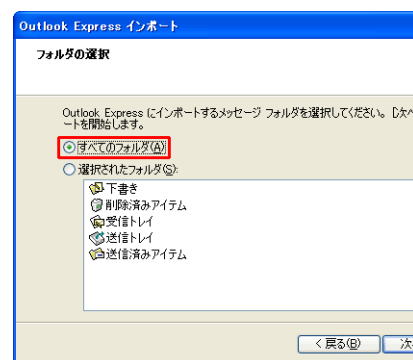 Outlook Express インポート
フォルダの選択
Outlook Express にインポートするメッセージ フォルダを選択してください。[次へ
ートを開始します。
すべてのフォルダ(A)
選択されたフォルダ(S):
下書き
削除済みアイテム
受信トレイ
送信トレイ
送信済みアイテム
< 戻る(B)
次